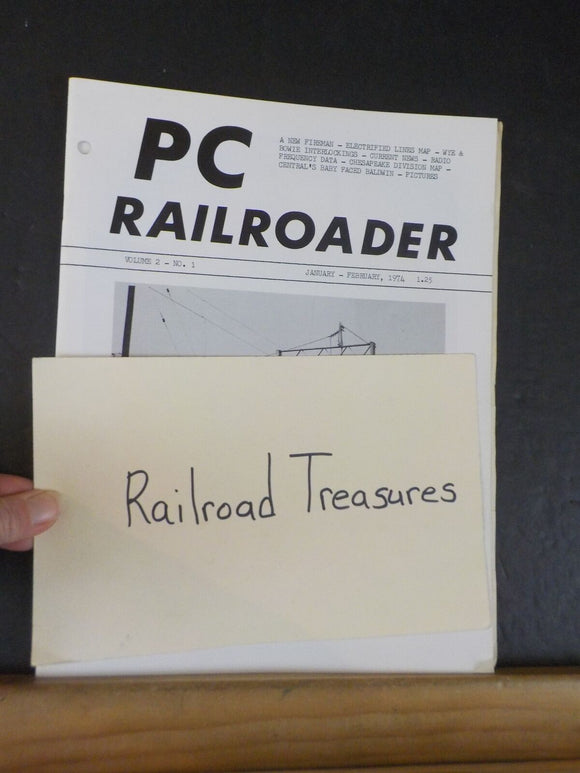 PC
RAILROADER
A NEW FIREMAN - ELECTRIFIED LINES MAP - WYE &
BOWIE INTERLOCKINGS - CURRENT NEWS - RADIO
FREQUENCY DATA - CHESAPEAKE DIVISION MAP -
CENTRAL'S BABY FACED BALDWIN - PICTURES
VOLUME 2 - NO. 1
JANUARY - FEBRUARY, 1974 1.25
Railroad Treasures